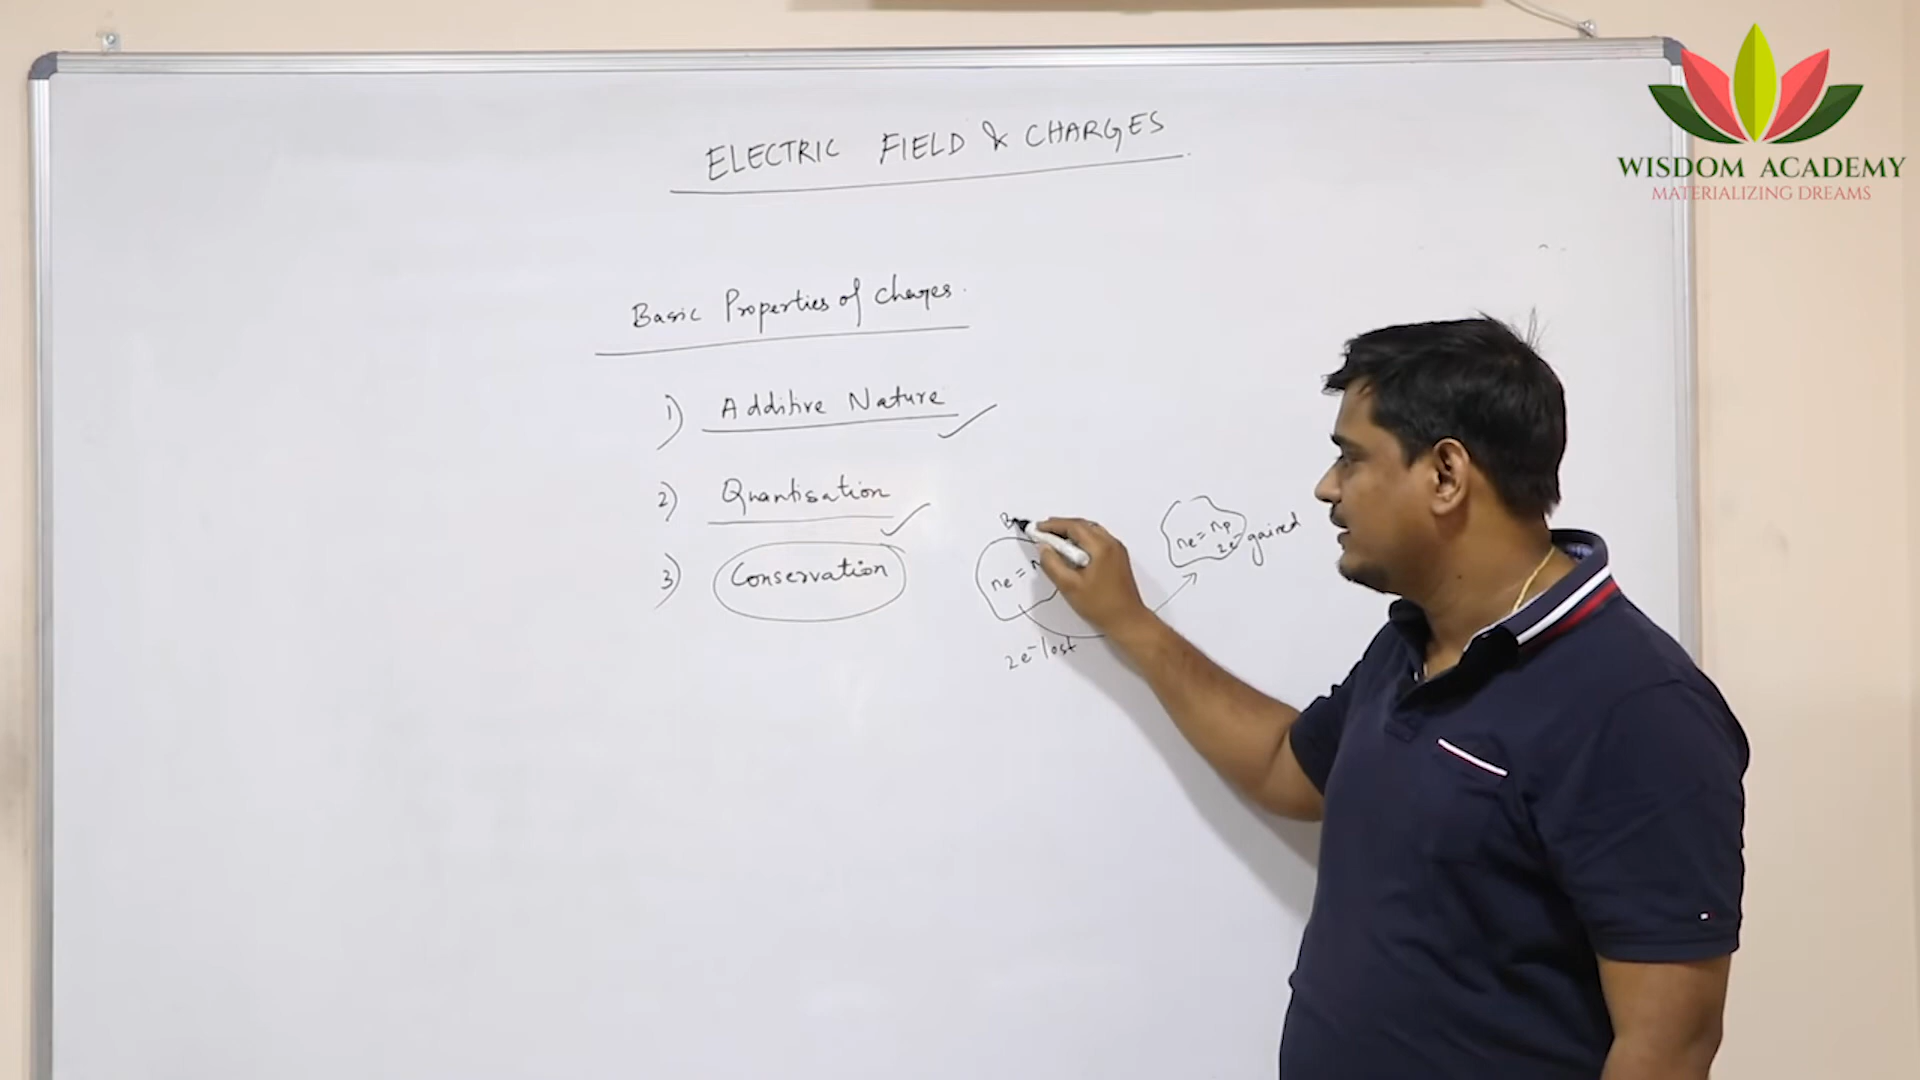 WISDOM ACADEMY
MATERIALIZING DREAMS
ELECTRIC FIELD & CHARGES
Basic Properties of Charges.
1) Additive Nature
2) Quantisation
3) Conservation
ne =
2e⁻ lost
ne = np
2e⁻ gained